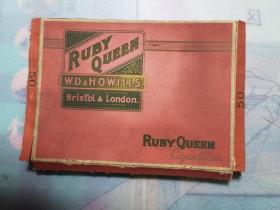 RUBY
QUEEN
W.D.& H.O WILLS.
Bristol & London.
50
50
RUBY QUEEN
Cigarettes